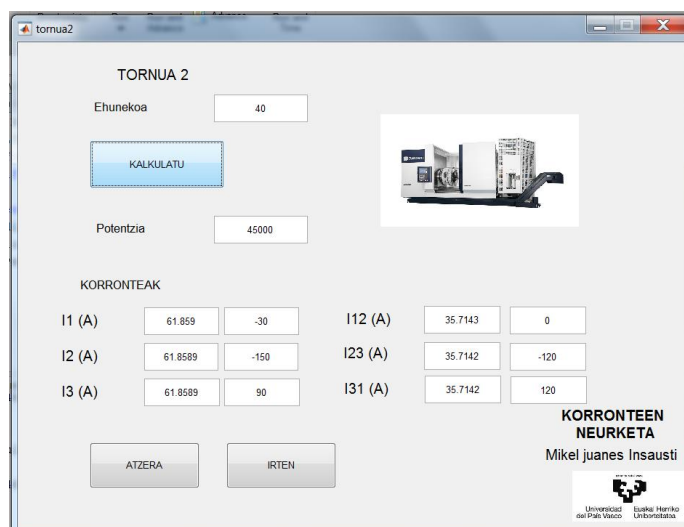 tornua2
TORNUA 2
Ehunekoa 40
KALKULATU
Potentzia 45000
KORRONTEAK
I1 (A) 61.859 -30 I12 (A) 35.7143 0
I2 (A) 61.8589 -150 I23 (A) 35.7142 -120
I3 (A) 61.8589 90 I31 (A) 35.7142 120
KORRONTEEN
NEURKETA
Mikel juanes Insausti
ATZERA IRTEN
Universidad Euskal Herriko
del País Vasco Unibertsitatea